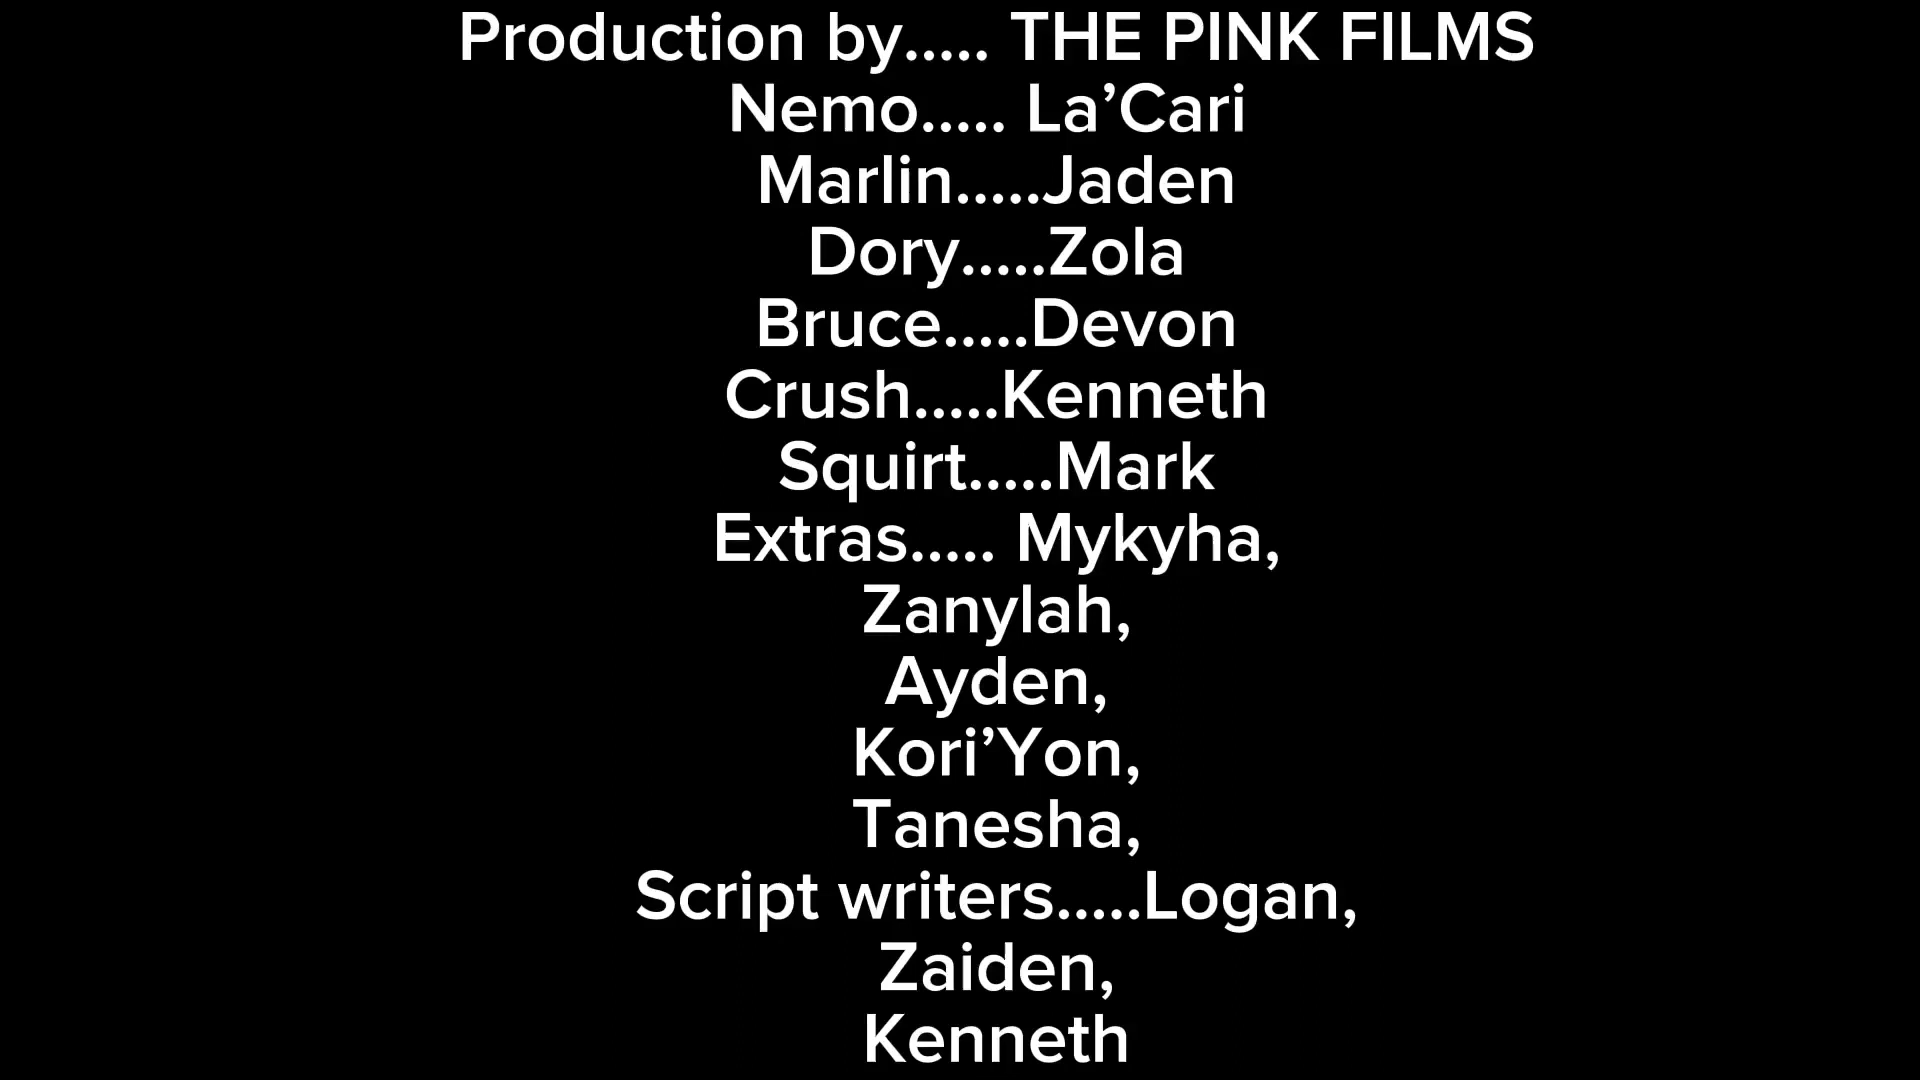 Production by..... THE PINK FILMS
Nemo..... La’Cari
Marlin.....Jaden
Dory.....Zola
Bruce.....Devon
Crush.....Kenneth
Squirt.....Mark
Extras..... Mykyha,
Zanylah,
Ayden,
Kori’Yon,
Tanesha,
Script writers.....Logan,
Zaiden,
Kenneth